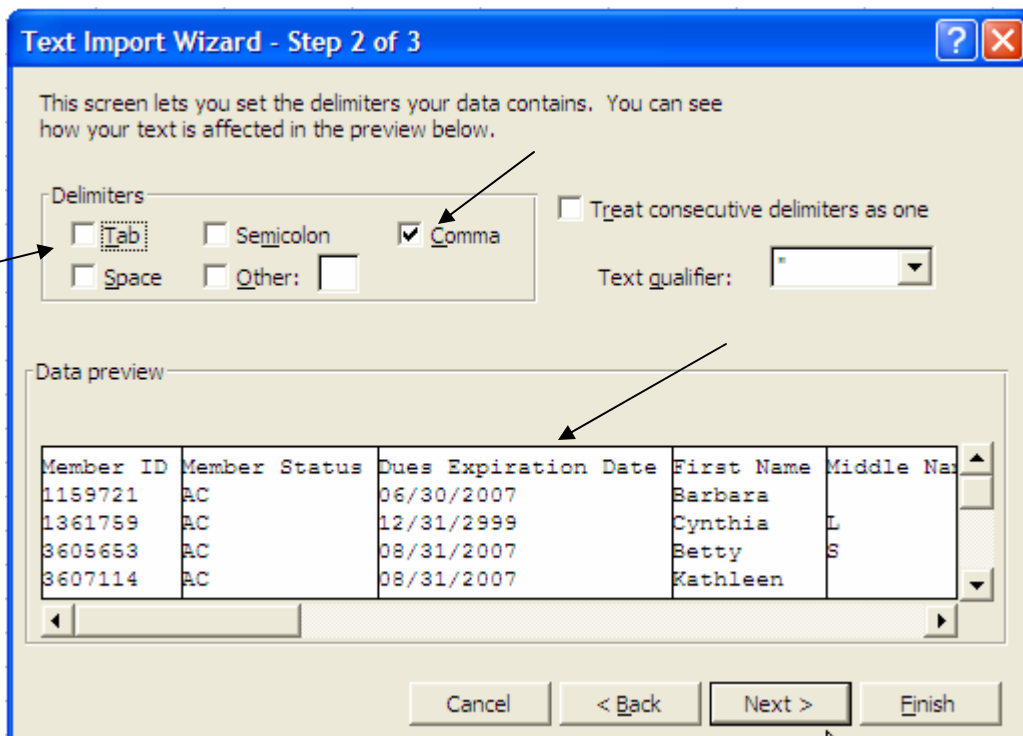 Text Import Wizard - Step 2 of 3
This screen lets you set the delimiters your data contains. You can see
how your text is affected in the preview below.
Delimiters
Tab Semicolon Comma
Space Other:
Treat consecutive delimiters as one
Text qualifier: "
Data preview
Member ID Member Status Dues Expiration Date First Name Middle Nam
1159721 AC 06/30/2007 Barbara
1361759 AC 12/31/2999 Cynthia L
3605653 AC 08/31/2007 Betty S
3607114 AC 08/31/2007 Kathleen
Cancel < Back Next > Finish